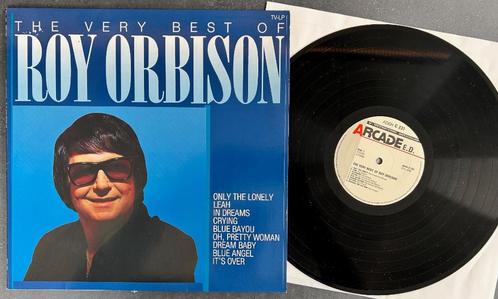 TV-LP
THE VERY BEST OF
ROY ORBISON
ONLY THE LONELY
LEAH
IN DREAMS
CRYING
BLUE BAYOU
OH, PRETTY WOMAN
DREAM BABY
BLUE ANGEL
IT'S OVER
ARCADE E.D.
THE VERY BEST OF ROY ORBISON